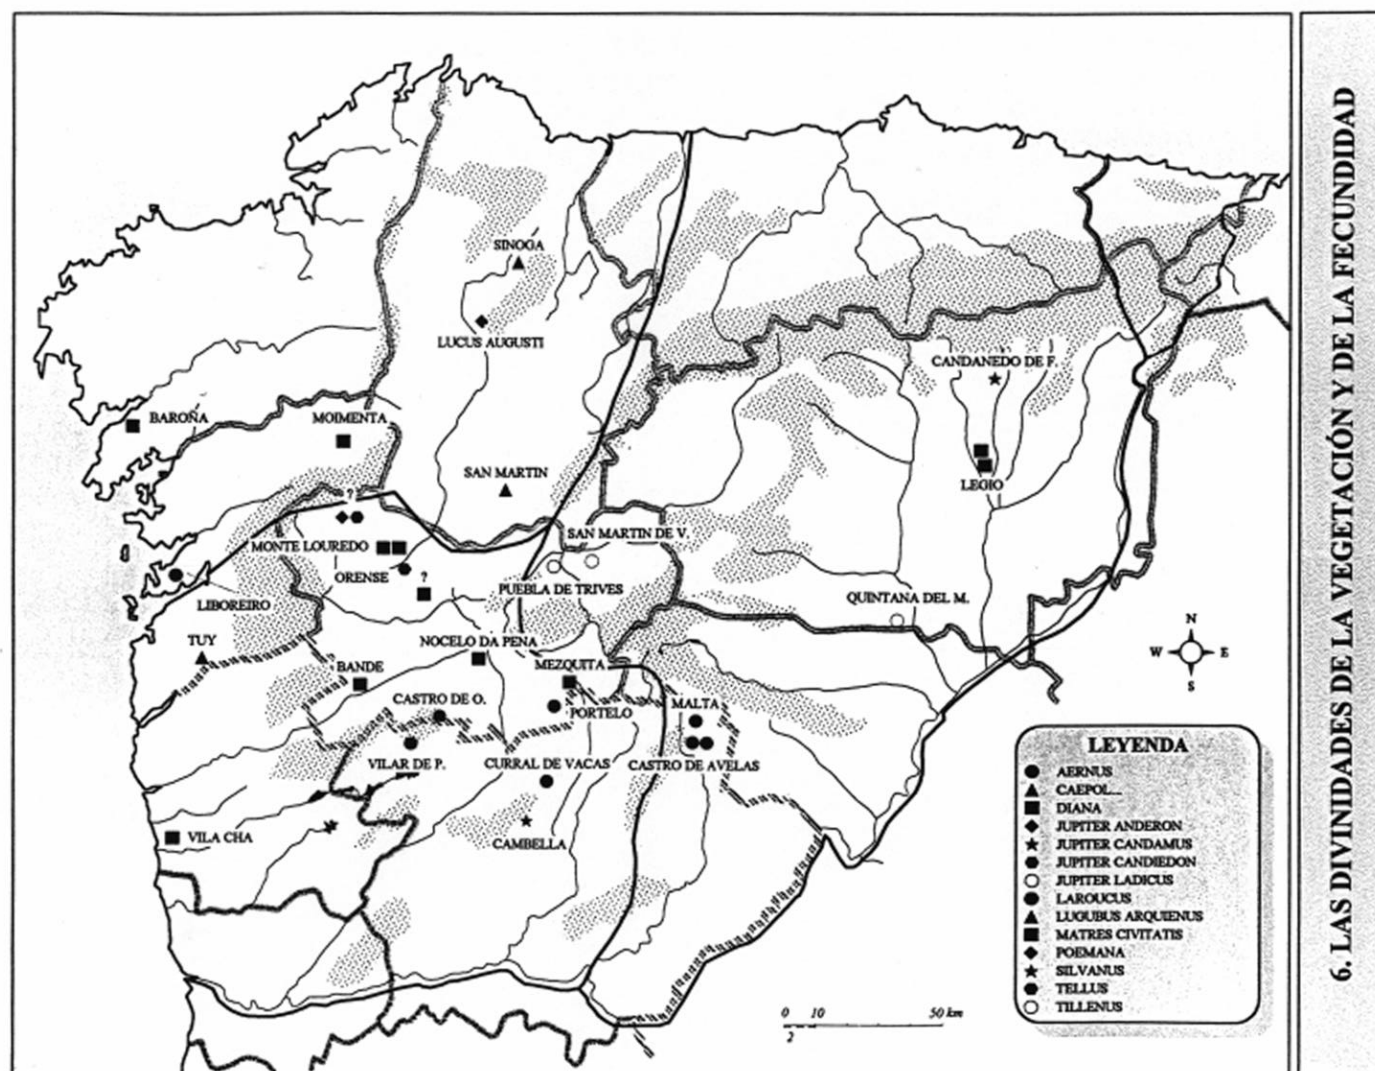 6. LAS DIVINIDADES DE LA VEGETACIÓN Y DE LA FECUNDIDAD
SINOGA
LUCUS AUGUSTI
CANDANEDO DE F.
BAROÑA
MOIMENTA
SAN MARTIN
LEGIO
?
SAN MARTIN DE V.
MONTE LOUREDO
ORENSE
?
PUEBLA DE TRIVES
LIBOREIRO
QUINTANA DEL M.
TUY
NOCELO DA PENA
BANDE
MEZQUITA
CASTRO DE O.
PORTELO
MALTA
VILAR DE P.
CURRAL DE VACAS
CASTRO DE AVELAS
VILA CHA
CAMBELLA
N
W E
S
LEYENDA
AERNUS
CAEPOL...
DIANA
JUPITER ANDERON
JUPITER CANDAMUS
JUPITER CANDIEDON
JUPITER LADICUS
LAROUCUS
LUGUBUS ARQUIENUS
MATRES CIVITATIS
POEMANA
SILVANUS
TELLUS
TILLENUS
0 10 50 km
2